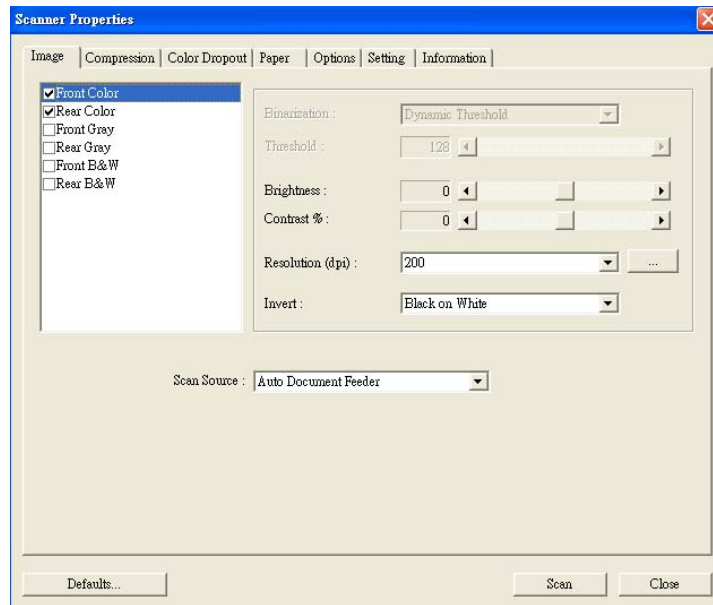 Scanner Properties
Image Compression Color Dropout Paper Options Setting Information
Front Color
Rear Color
Front Gray
Rear Gray
Front B&W
Rear B&W
Binarization : Dynamic Threshold
Threshold : 128
Brightness : 0
Contrast % : 0
Resolution (dpi) : 200 ...
Invert : Black on White
Scan Source : Auto Document Feeder
Defaults... Scan Close